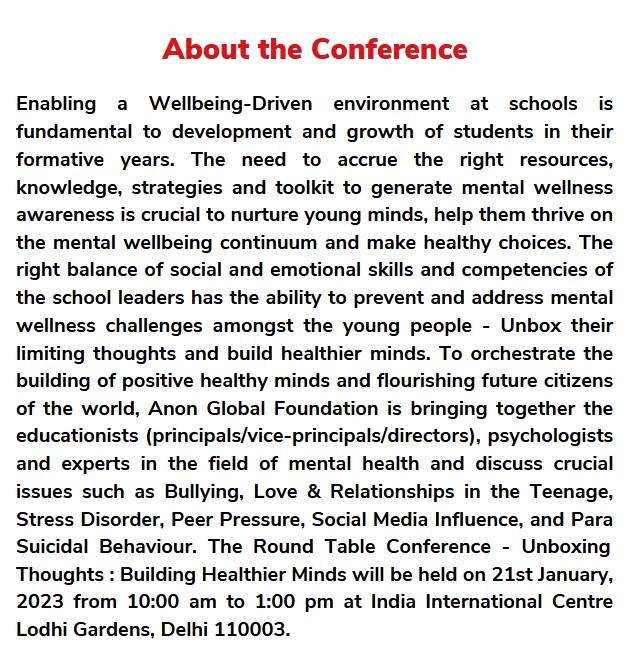 About the Conference
Enabling a Wellbeing-Driven environment at schools is
fundamental to development and growth of students in their
formative years. The need to accrue the right resources,
knowledge, strategies and toolkit to generate mental wellness
awareness is crucial to nurture young minds, help them thrive on
the mental wellbeing continuum and make healthy choices. The
right balance of social and emotional skills and competencies of
the school leaders has the ability to prevent and address mental
wellness challenges amongst the young people - Unbox their
limiting thoughts and build healthier minds. To orchestrate the
building of positive healthy minds and flourishing future citizens
of the world, Anon Global Foundation is bringing together the
educationists (principals/vice-principals/directors), psychologists
and experts in the field of mental health and discuss crucial
issues such as Bullying, Love & Relationships in the Teenage,
Stress Disorder, Peer Pressure, Social Media Influence, and Para
Suicidal Behaviour. The Round Table Conference - Unboxing
Thoughts : Building Healthier Minds will be held on 21st January,
2023 from 10:00 am to 1:00 pm at India International Centre
Lodhi Gardens, Delhi 110003.